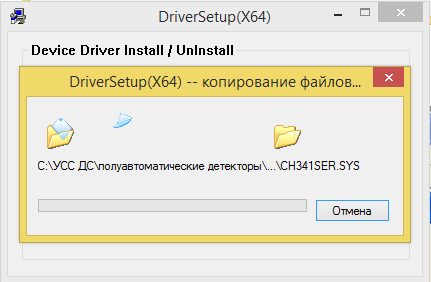 DriverSetup(X64)
Device Driver Install / UnInstall
DriverSetup(X64) -- копирование файлов...
C:\УСС ДС\полуавтоматические детекторы\...\CH341SER.SYS
Отмена